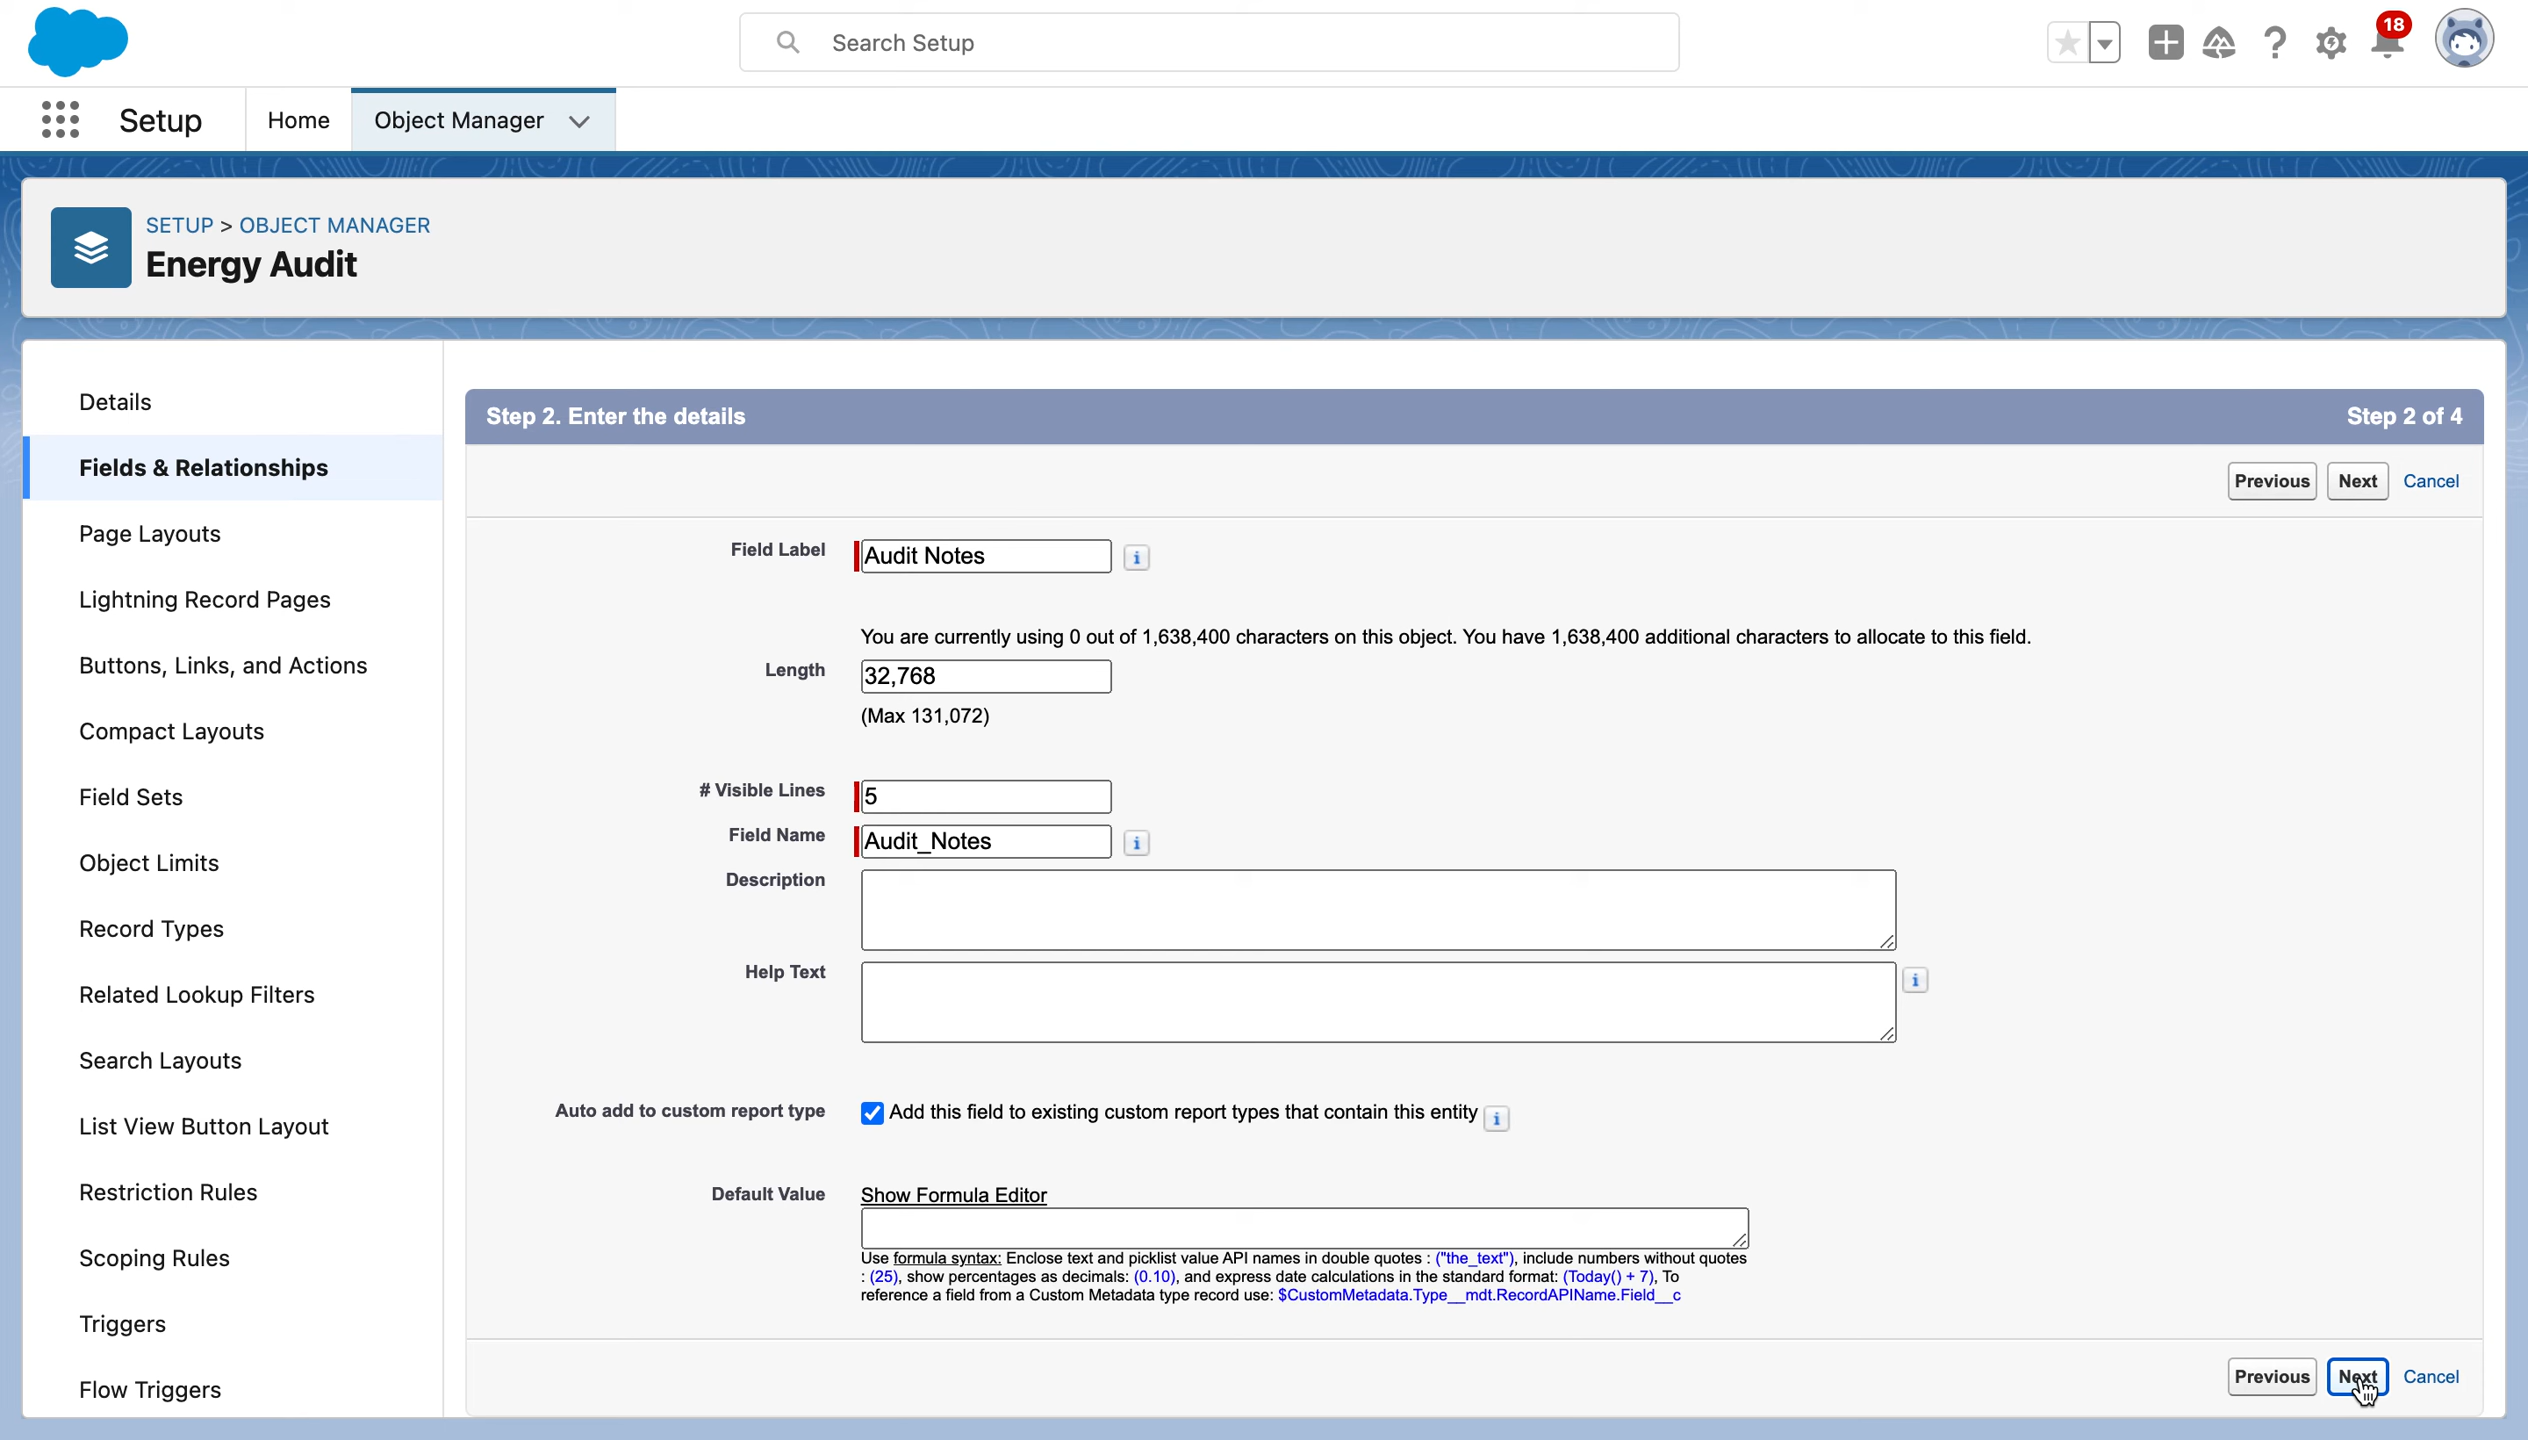 Search Setup
18
Setup
Home
Object Manager
SETUP > OBJECT MANAGER
Energy Audit
Details
Fields & Relationships
Page Layouts
Lightning Record Pages
Buttons, Links, and Actions
Compact Layouts
Field Sets
Object Limits
Record Types
Related Lookup Filters
Search Layouts
List View Button Layout
Restriction Rules
Scoping Rules
Triggers
Flow Triggers
Step 2. Enter the details
Step 2 of 4
Previous
Next
Cancel
Field Label
Audit Notes
You are currently using 0 out of 1,638,400 characters on this object. You have 1,638,400 additional characters to allocate to this field.
Length
32,768
(Max 131,072)
# Visible Lines
5
Field Name
Audit_Notes
Description
Help Text
Auto add to custom report type
Add this field to existing custom report types that contain this entity
Default Value
Show Formula Editor
Use formula syntax: Enclose text and picklist value API names in double quotes : ("the_text"), include numbers without quotes
: (25), show percentages as decimals: (0.10), and express date calculations in the standard format: (Today() + 7), To
reference a field from a Custom Metadata type record use: $CustomMetadata.Type__mdt.RecordAPIName.Field__c
Previous
Next
Cancel